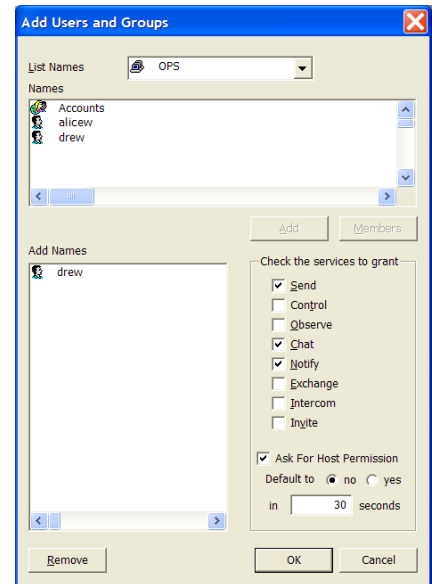 Add Users and Groups
List Names OPS
Names
Accounts
alicew
drew
Add Members
Add Names
drew
Check the services to grant
Send
Control
Observe
Chat
Notify
Exchange
Intercom
Invite
Ask For Host Permission
Default to no yes
in 30 seconds
Remove OK Cancel